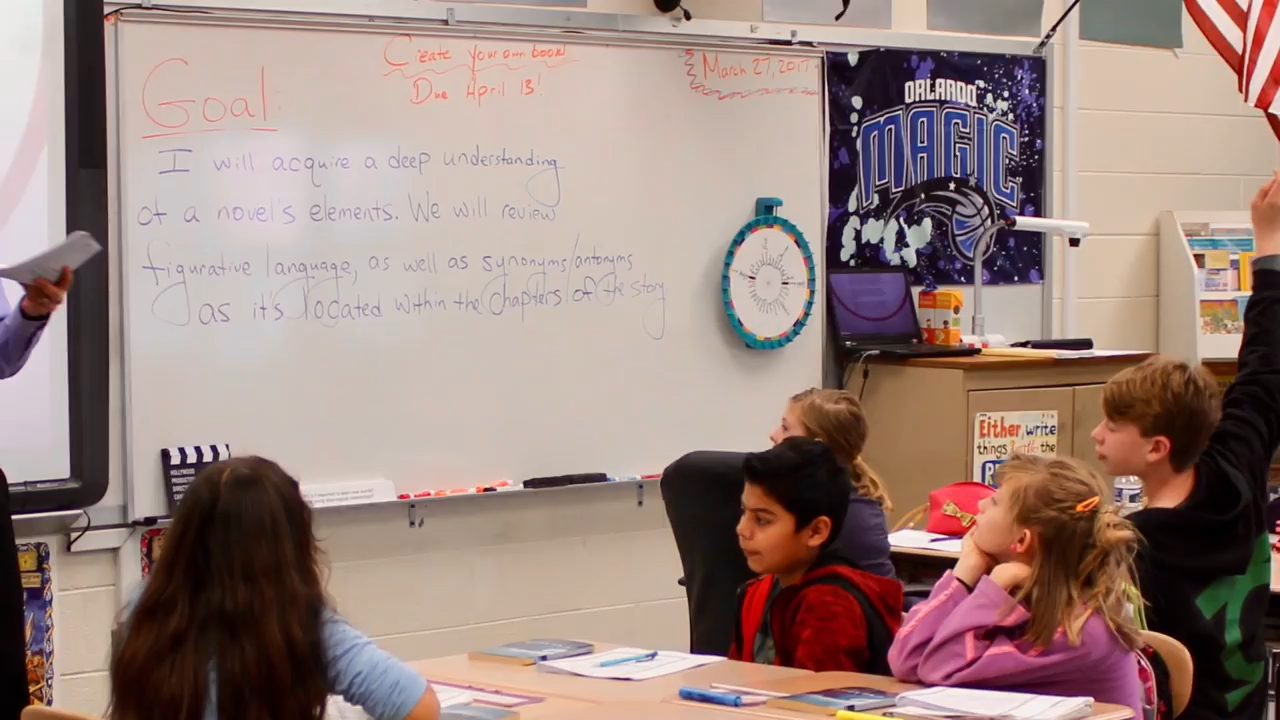 Create your own book!
Due April 13!
March 27, 2017
Goal:
I will acquire a deep understanding
of a novel's elements. We will review
figurative language, as well as synonyms/antonyms
as it's located within the chapters of the story
ORLANDO
MAGIC
HOLLYWOOD
Either write
things
the